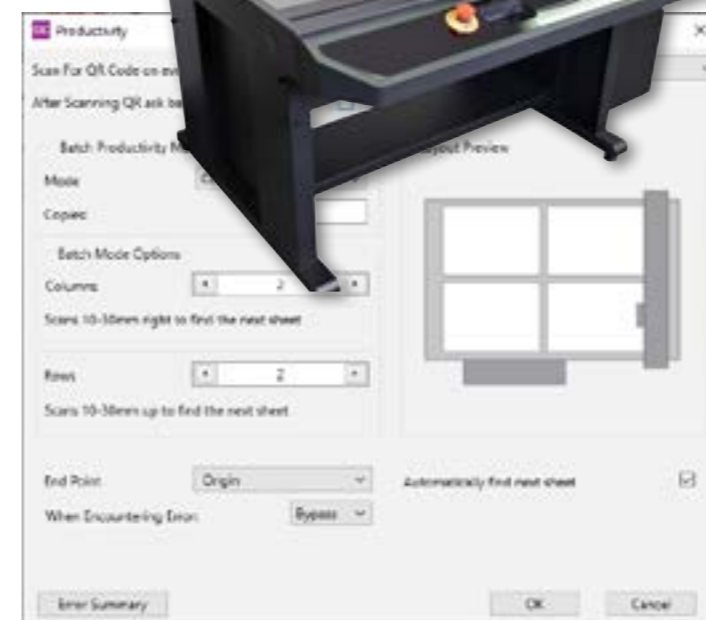 Productivity
Scan For QR Code on
After Scanning QR ask
Batch Productivity
Layout Preview
Mode
Copies
Batch Mode Options
Columns 2
Scans 10-30mm right to find the next sheet
Rows 2
Scans 10-30mm up to find the next sheet
End Point Origin Automatically find next sheet
When Encountering Error: Bypass
Error Summary OK Cancel